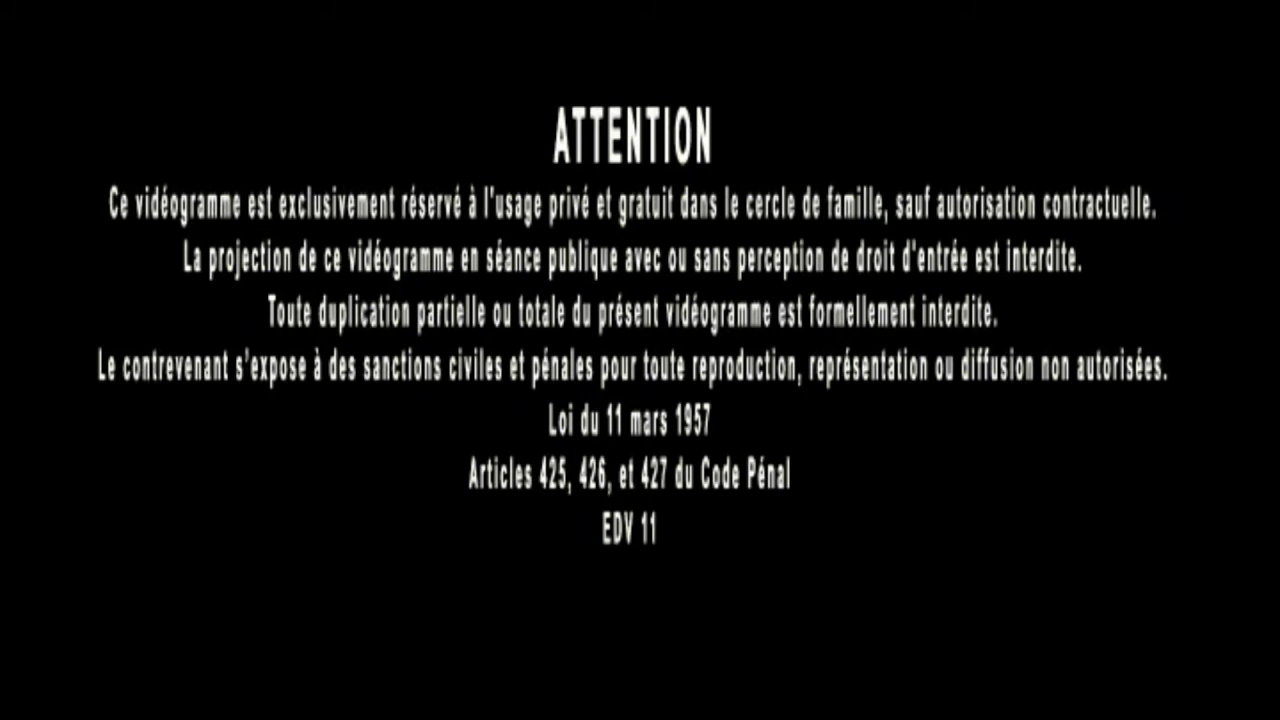 ATTENTION
Ce vidéogramme est exclusivement réservé à l'usage privé et gratuit dans le cercle de famille, sauf autorisation contractuelle.
La projection de ce vidéogramme en séance publique avec ou sans perception de droit d'entrée est interdite.
Toute duplication partielle ou totale du présent vidéogramme est formellement interdite.
Le contrevenant s'expose à des sanctions civiles et pénales pour toute reproduction, représentation ou diffusion non autorisées.
Loi du 11 mars 1957
Articles 425, 426, et 427 du Code Pénal
EDV 11